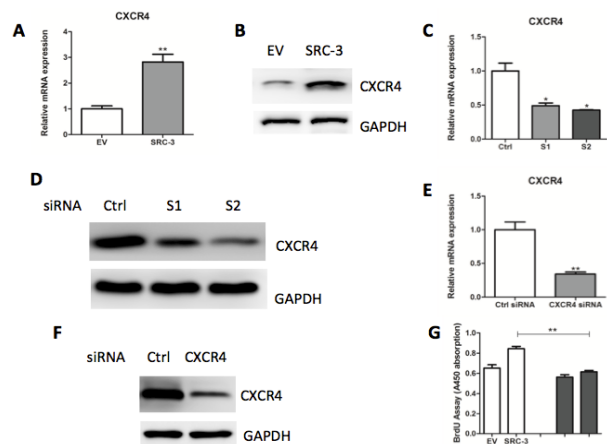 A
CXCR4
Relative mRNA expression
4
3
2
1
0
**
EV
SRC-3
B
EV SRC-3
CXCR4
GAPDH
C
CXCR4
Relative mRNA expression
1.5
1.0
0.5
0.0
*
*
Ctrl
S1
S2
D
siRNA Ctrl S1 S2
CXCR4
GAPDH
E
CXCR4
Relative mRNA expression
1.5
1.0
0.5
0.0
**
Ctrl siRNA
CXCR4 siRNA
F
siRNA Ctrl CXCR4
CXCR4
GAPDH
G
BrdU Assay (A450 absorption)
1.0
0.8
0.6
0.4
0.2
0.0
**
EV
SRC-3